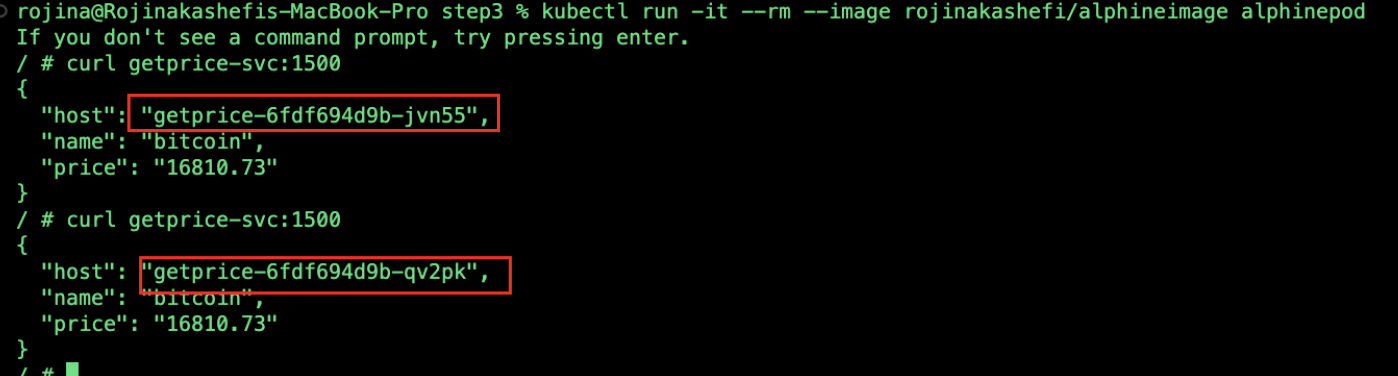 rojina@Rojinakashefis-MacBook-Pro step3 % kubectl run -it --rm --image rojinakashefi/alphineimage alphinepod
If you don't see a command prompt, try pressing enter.
/ # curl getprice-svc:1500
{
  "host": "getprice-6fdf694d9b-jvn55",
  "name": "bitcoin",
  "price": "16810.73"
}
/ # curl getprice-svc:1500
{
  "host": "getprice-6fdf694d9b-qv2pk",
  "name": "bitcoin",
  "price": "16810.73"
}
/ #